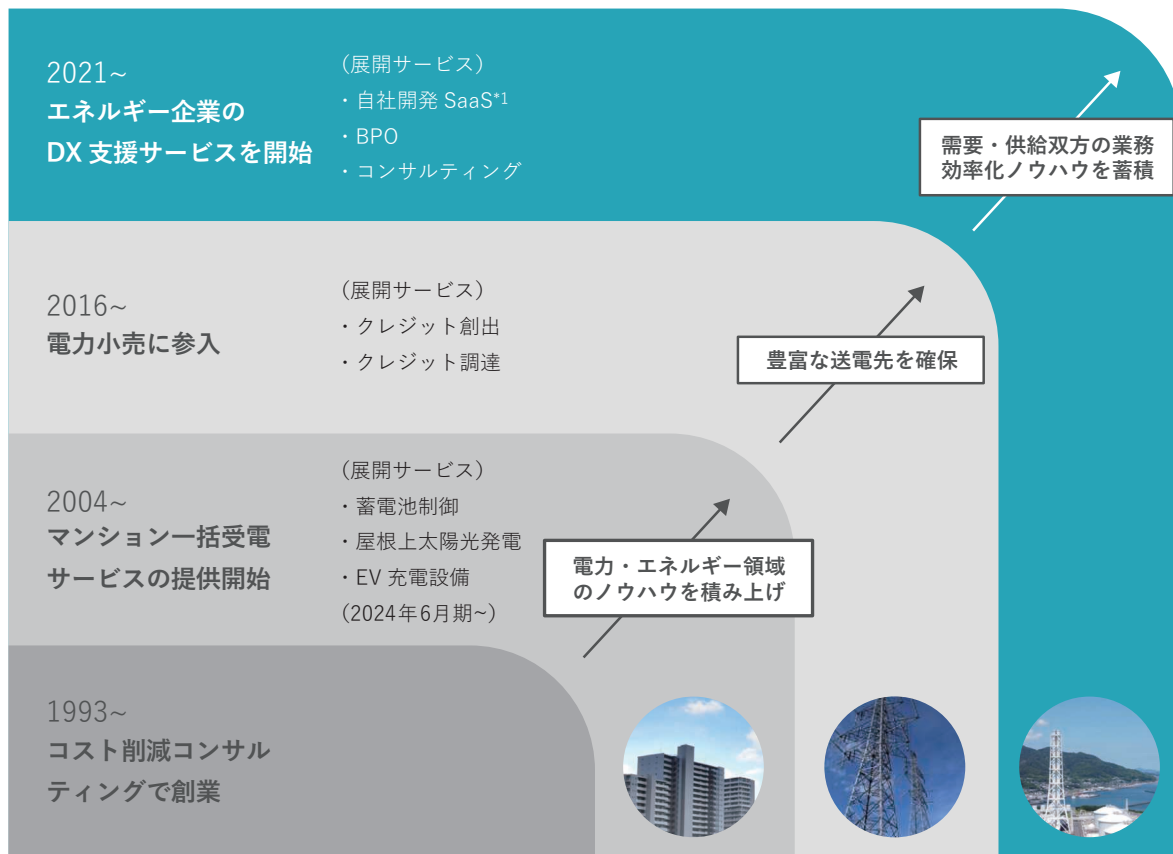 2021~
エネルギー企業の
DX 支援サービスを開始
(展開サービス)
・自社開発 SaaS*1
・BPO
・コンサルティング
需要・供給双方の業務
効率化ノウハウを蓄積
2016~
電力小売に参入
(展開サービス)
・クレジット創出
・クレジット調達
豊富な送電先を確保
2004~
マンション一括受電
サービスの提供開始
(展開サービス)
・蓄電池制御
・屋根上太陽光発電
・EV 充電設備
(2024年6月期~)
電力・エネルギー領域
のノウハウを積み上げ
1993~
コスト削減コンサル
ティングで創業